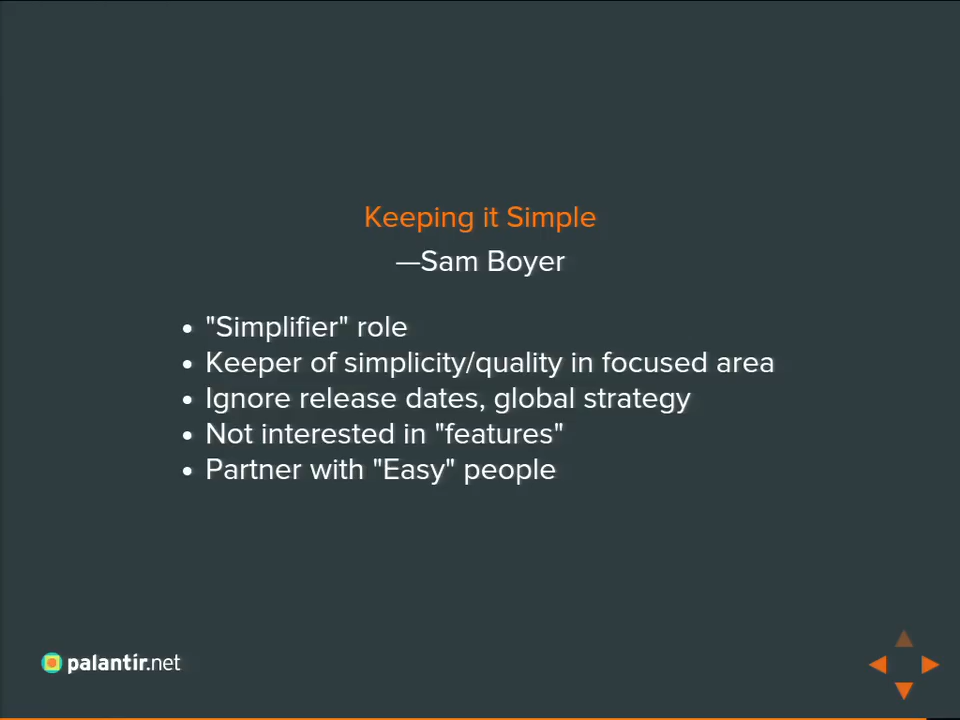 Keeping it Simple
—Sam Boyer
• "Simplifier" role
• Keeper of simplicity/quality in focused area
• Ignore release dates, global strategy
• Not interested in "features"
• Partner with "Easy" people
palantir.net